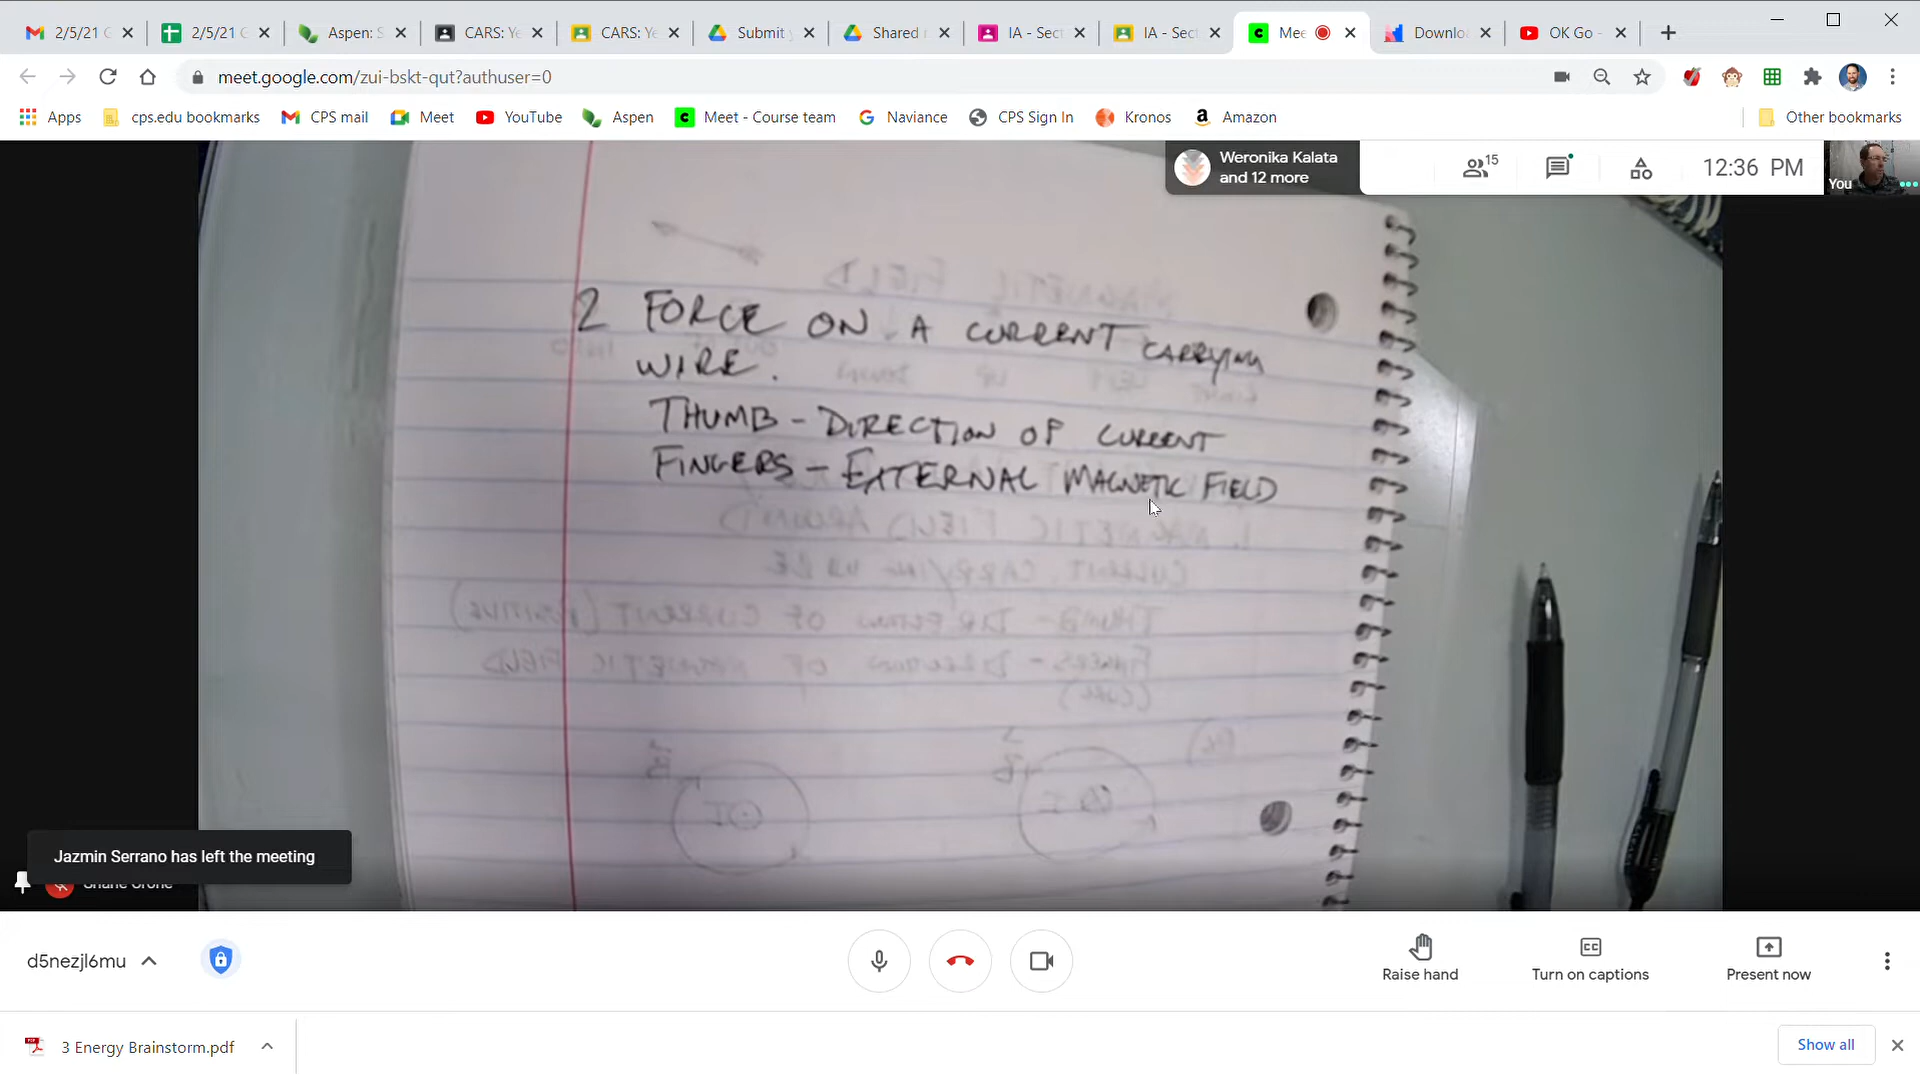 2/5/21 G
2/5/21 G
Aspen: S
CARS: Ye
CARS: Ye
Submit y
Shared
IA - Sect
IA - Sect
Mee
Downlo
OK Go -
meet.google.com/zui-bskt-qut?authuser=0
Apps
cps.edu bookmarks
CPS mail
Meet
YouTube
Aspen
Meet - Course team
Naviance
CPS Sign In
Kronos
Amazon
Other bookmarks
Weronika Kalata
and 12 more
15
12:36 PM
You
2 FORCE ON A CURRENT CARRYING
WIRE.
THUMB - DIRECTION OF CURRENT
FINGERS - EXTERNAL MAGNETIC FIELD
Jazmin Serrano has left the meeting
d5nezjl6mu
Raise hand
Turn on captions
Present now
3 Energy Brainstorm.pdf
Show all